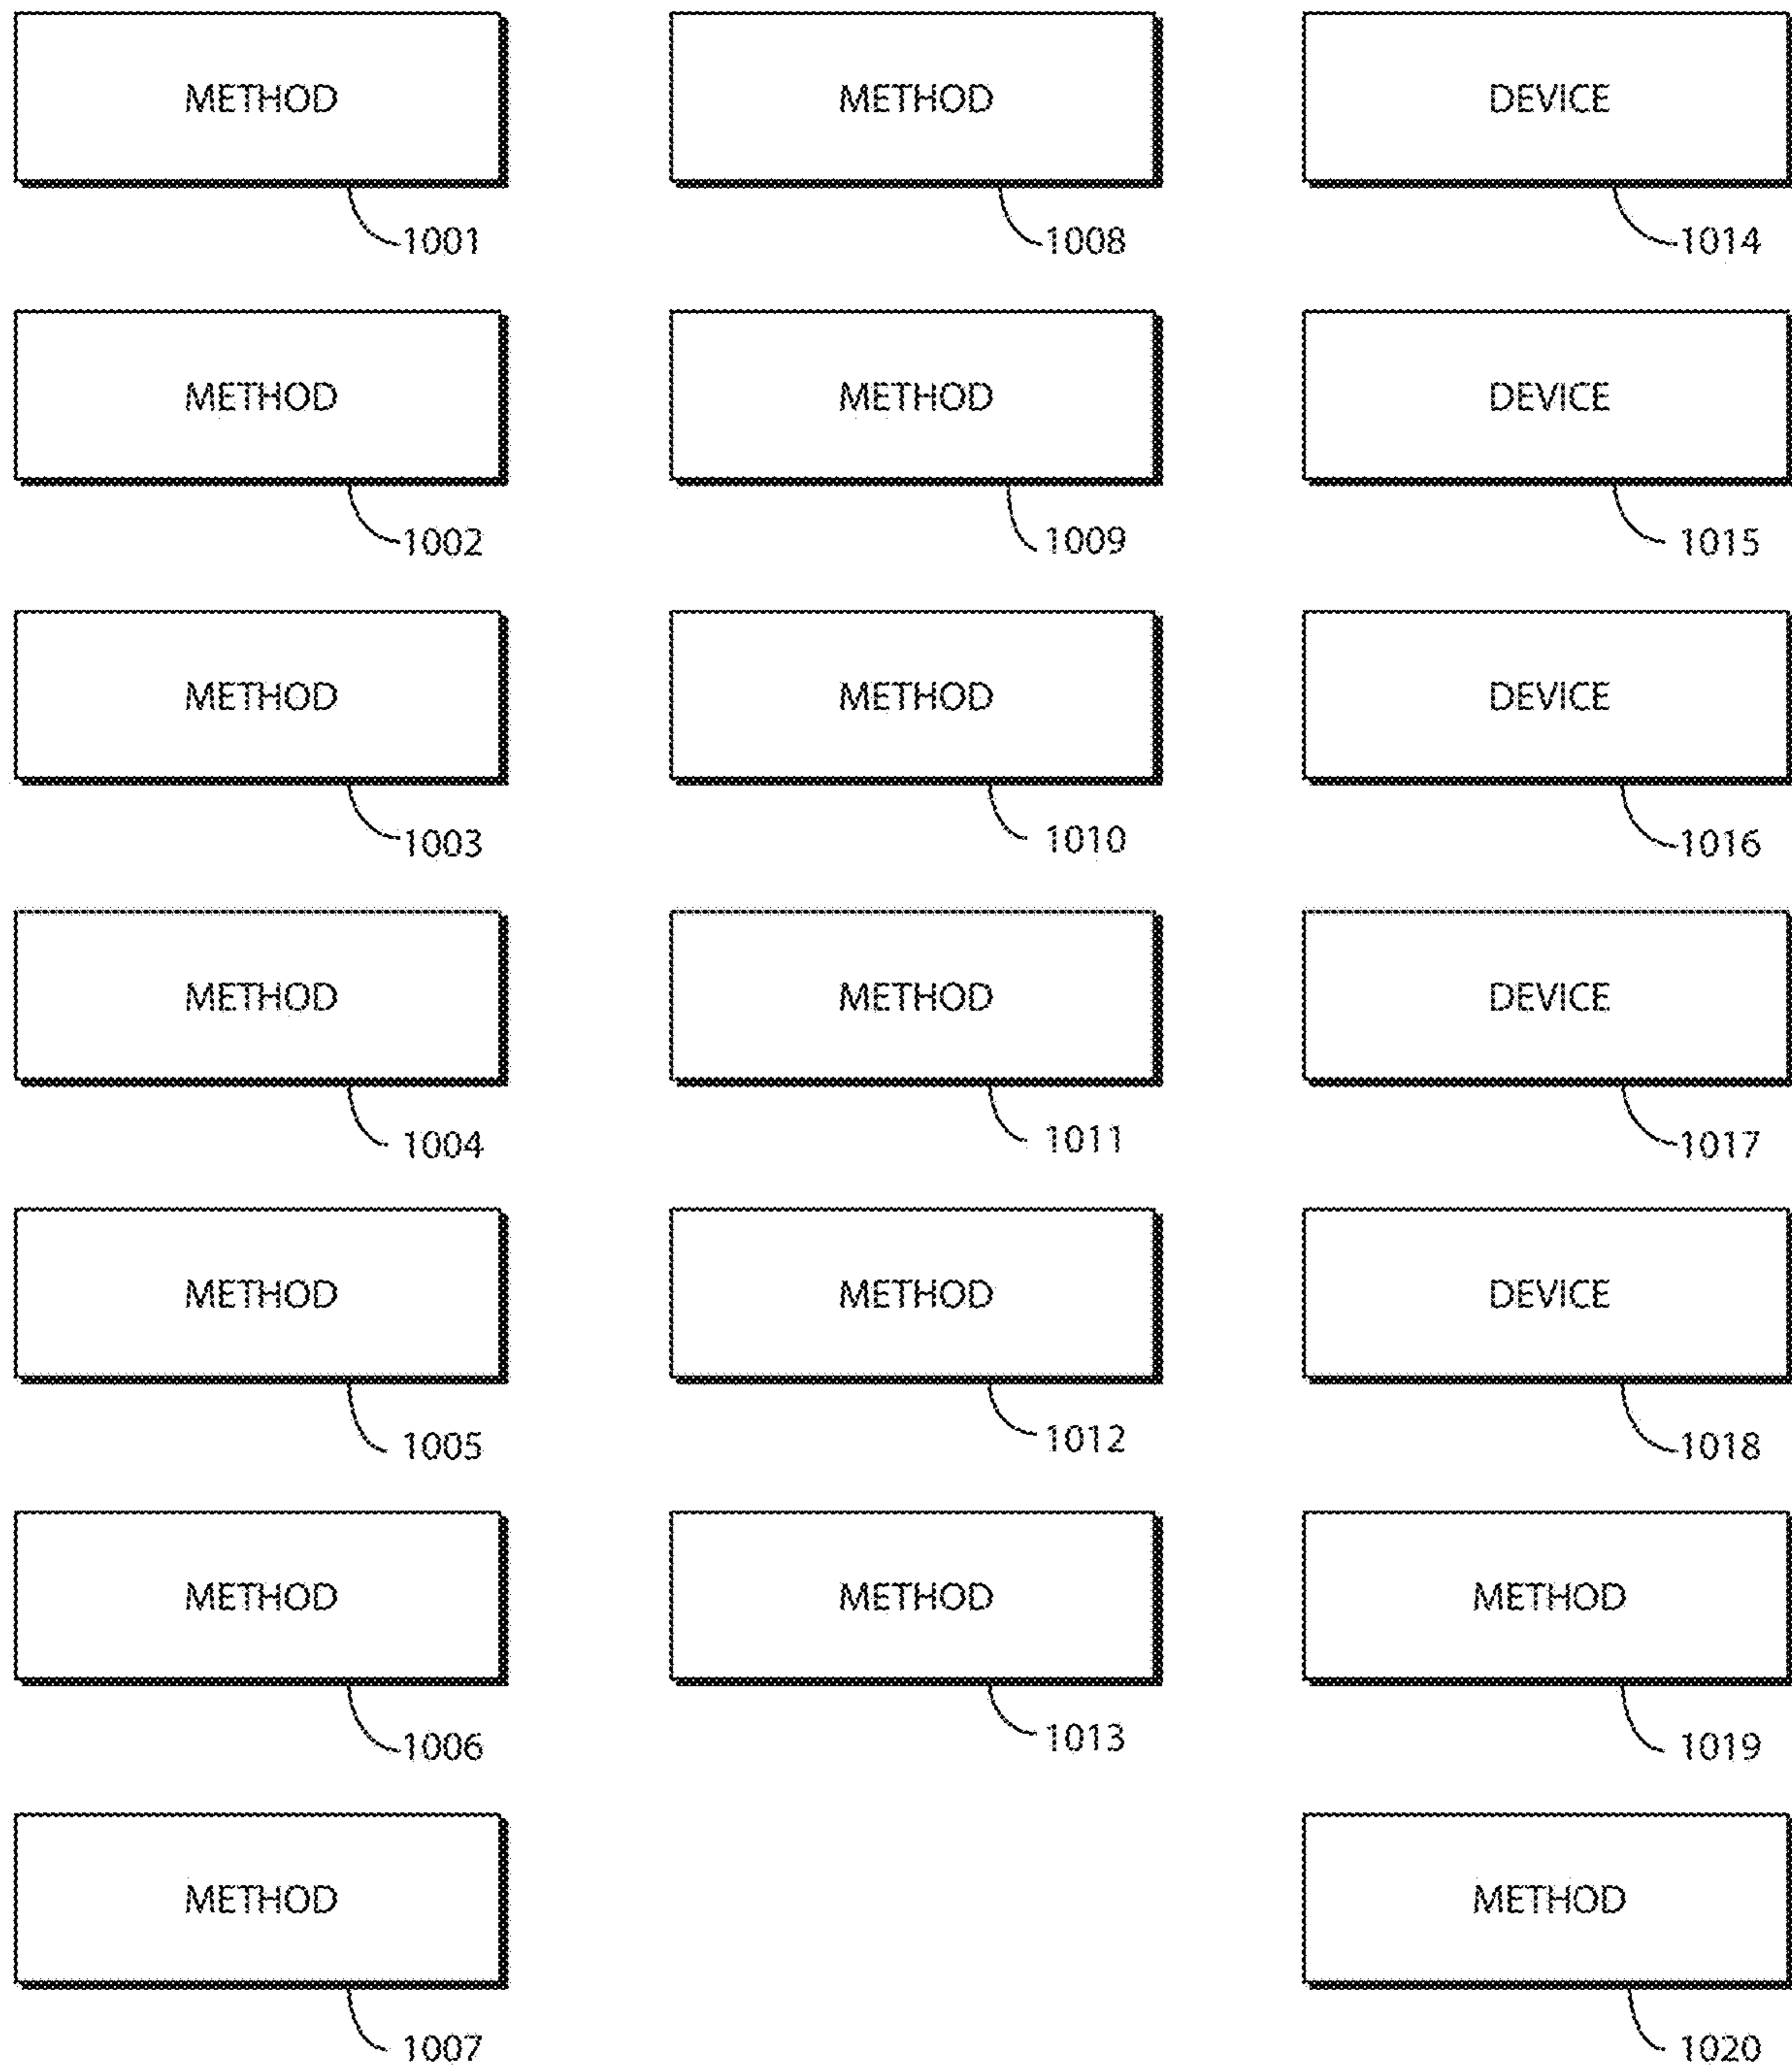 METHOD
1001
METHOD
1002
METHOD
1003
METHOD
1004
METHOD
1005
METHOD
1006
METHOD
1007
METHOD
1008
METHOD
1009
METHOD
1010
METHOD
1011
METHOD
1012
METHOD
1013
DEVICE
1014
DEVICE
1015
DEVICE
1016
DEVICE
1017
DEVICE
1018
METHOD
1019
METHOD
1020